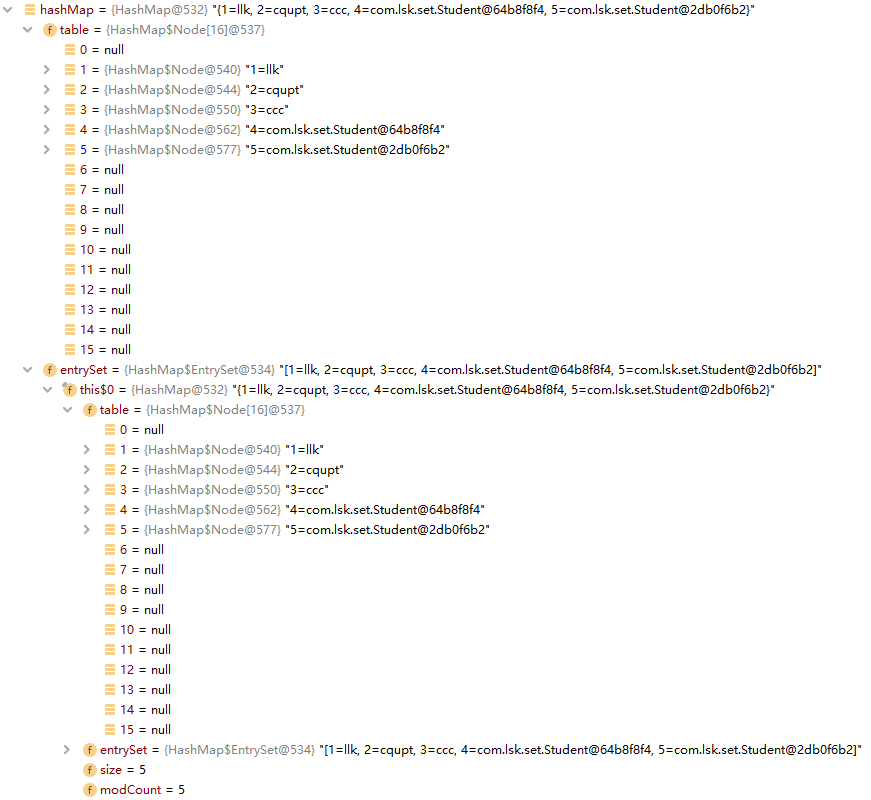 hashMap = {HashMap@532} "{1=llk, 2=cqupt, 3=ccc, 4=com.lsk.set.Student@64b8f8f4, 5=com.lsk.set.Student@2db0f6b2}"
f table = {HashMap$Node[16]@537}
0 = null
1 = {HashMap$Node@540} "1=llk"
2 = {HashMap$Node@544} "2=cqupt"
3 = {HashMap$Node@550} "3=ccc"
4 = {HashMap$Node@562} "4=com.lsk.set.Student@64b8f8f4"
5 = {HashMap$Node@577} "5=com.lsk.set.Student@2db0f6b2"
6 = null
7 = null
8 = null
9 = null
10 = null
11 = null
12 = null
13 = null
14 = null
15 = null
f entrySet = {HashMap$EntrySet@534} "[1=llk, 2=cqupt, 3=ccc, 4=com.lsk.set.Student@64b8f8f4, 5=com.lsk.set.Student@2db0f6b2]"
f this$0 = {HashMap@532} "{1=llk, 2=cqupt, 3=ccc, 4=com.lsk.set.Student@64b8f8f4, 5=com.lsk.set.Student@2db0f6b2}"
f table = {HashMap$Node[16]@537}
0 = null
1 = {HashMap$Node@540} "1=llk"
2 = {HashMap$Node@544} "2=cqupt"
3 = {HashMap$Node@550} "3=ccc"
4 = {HashMap$Node@562} "4=com.lsk.set.Student@64b8f8f4"
5 = {HashMap$Node@577} "5=com.lsk.set.Student@2db0f6b2"
6 = null
7 = null
8 = null
9 = null
10 = null
11 = null
12 = null
13 = null
14 = null
15 = null
f entrySet = {HashMap$EntrySet@534} "[1=llk, 2=cqupt, 3=ccc, 4=com.lsk.set.Student@64b8f8f4, 5=com.lsk.set.Student@2db0f6b2]"
f size = 5
f modCount = 5